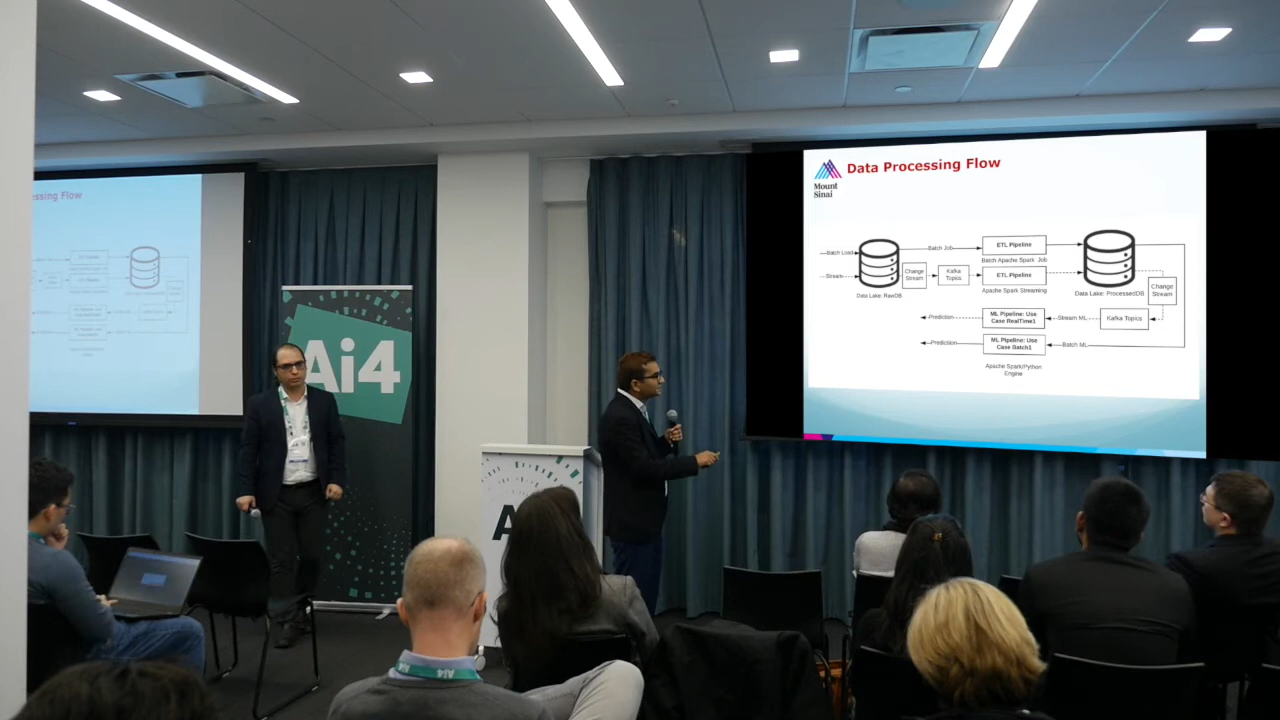 Data Processing Flow
Mount
Sinai
Batch Load
Batch Job
ETL Pipeline
Batch Apache Spark Job
Stream
Change
Stream
Kafka
Topics
ETL Pipeline
Apache Spark Streaming
Data Lake: RawDB
Data Lake: ProcessedDB
Change
Stream
Prediction
ML Pipeline: Use
Case RealTime1
Stream ML
Kafka Topics
Prediction
ML Pipeline: Use
Case Batch1
Batch ML
Apache Spark/Python
Engine
essing Flow
Ai4
A
Ai4